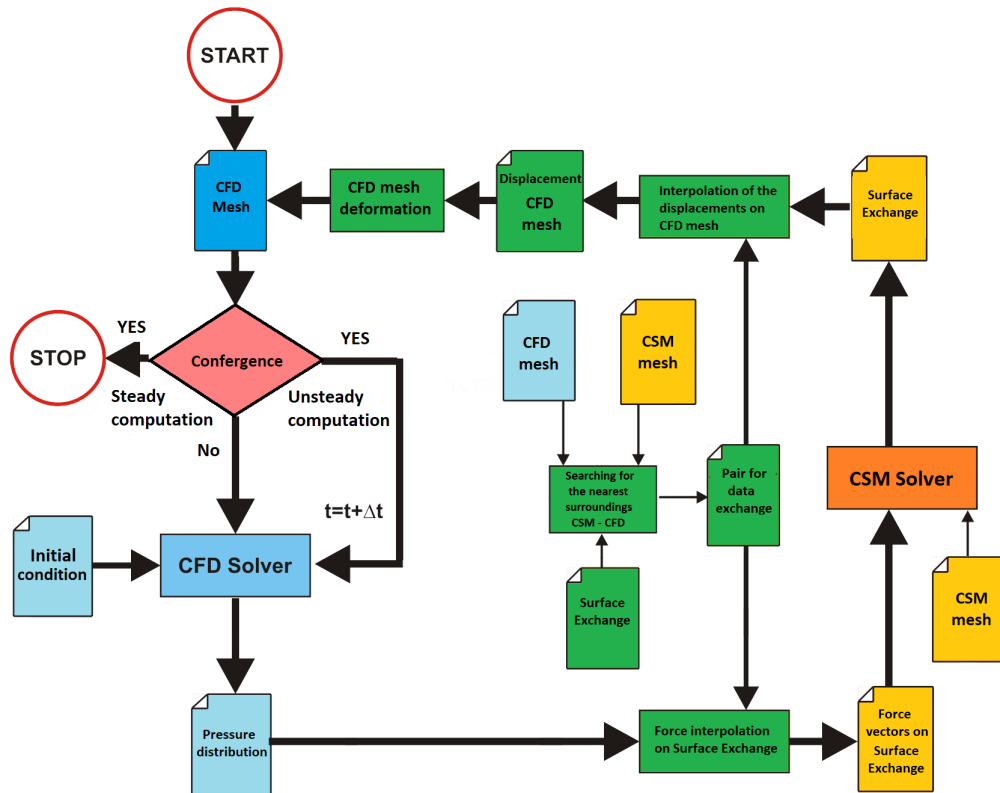 START
CFD
Mesh
CFD mesh
deformation
Displacement
CFD
mesh
Interpolation of the
displacements on
CFD mesh
Surface
Exchange
STOP
YES
Confergence
YES
Steady
computation
Unsteady
computation
No
t=t+Δt
CFD
mesh
CSM
mesh
Searching for
the nearest
surroundings
CSM - CFD
Pair for
data
exchange
CSM Solver
Initial
condition
CFD Solver
Surface
Exchange
CSM
mesh
Pressure
distribution
Force interpolation
on Surface Exchange
Force
vectors on
Surface
Exchange